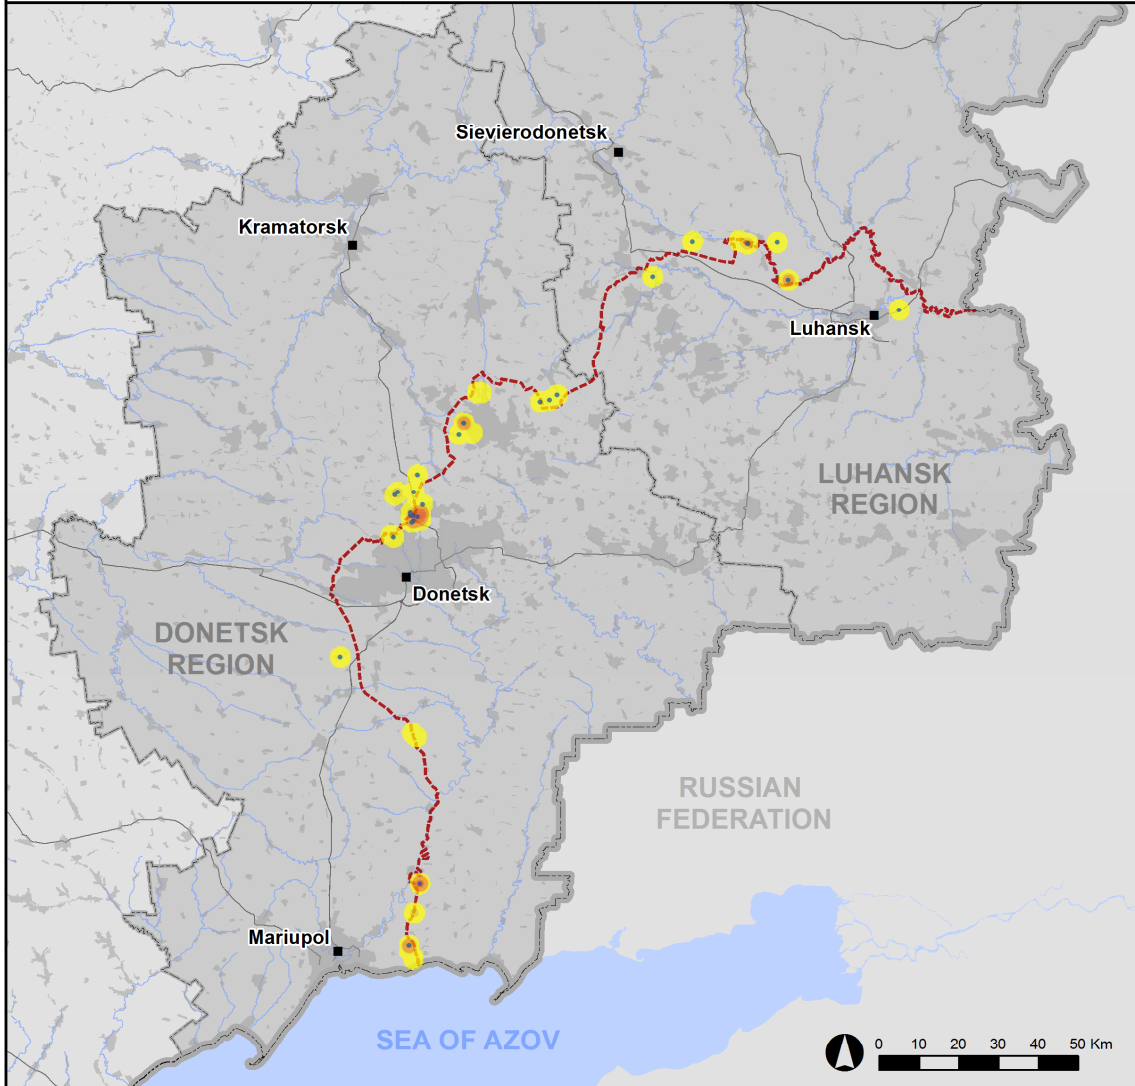 Sievierodonetsk
Kramatorsk
Luhansk
LUHANSK
REGION
Donetsk
DONETSK
REGION
RUSSIAN
FEDERATION
Mariupol
SEA OF AZOV
0 10 20 30 40 50 Km